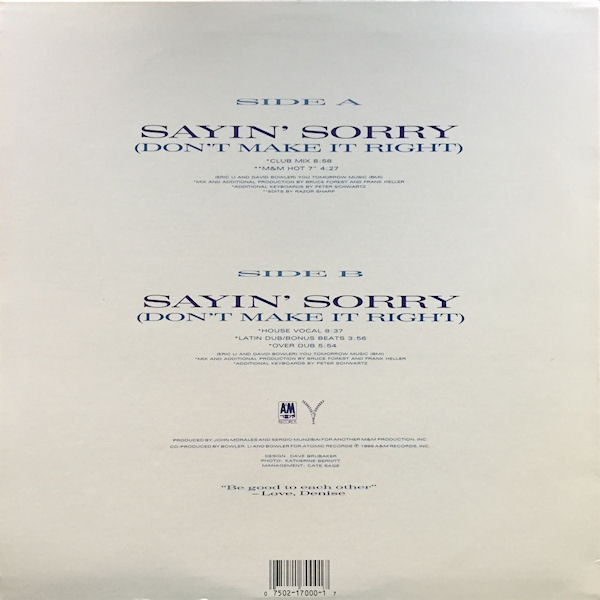 SIDE A
SAYIN' SORRY
(DON'T MAKE IT RIGHT)
*CLUB MIX 8:58
**M&M HOT 7" 4:27
(ERIC LI AND DAVID BOWLER) YOU TOMORROW MUSIC (BMI)
*MIX AND ADDITIONAL PRODUCTION BY BRUCE FOREST AND FRANK HELLER
*ADDITIONAL KEYBOARDS BY PETER SCHWARTZ
**EDITS BY RAZOR SHARP
SIDE B
SAYIN' SORRY
(DON'T MAKE IT RIGHT)
*HOUSE VOCAL 8:37
*LATIN DUB/BONUS BEATS 3:56
*OVER DUB 5:54
(ERIC LI AND DAVID BOWLER) YOU TOMORROW MUSIC (BMI)
*MIX AND ADDITIONAL PRODUCTION BY BRUCE FOREST AND FRANK HELLER
*ADDITIONAL KEYBOARDS BY PETER SCHWARTZ
A&M
RECORDS
PRODUCED BY JOHN MORALES AND SERGIO MUNZIBAI FOR ANOTHER M&M PRODUCTION, INC.
CO-PRODUCED BY BOWLER, LI AND BOWLER FOR ATOMIC RECORDS ℗ 1988 A&M RECORDS, INC.
DESIGN: DAVE BRUBAKER
PHOTO: KATHERINE
MANAGEMENT: CATE SAGE
"Be good to each other"
–Love, Denise
0 7502-17000-1 7